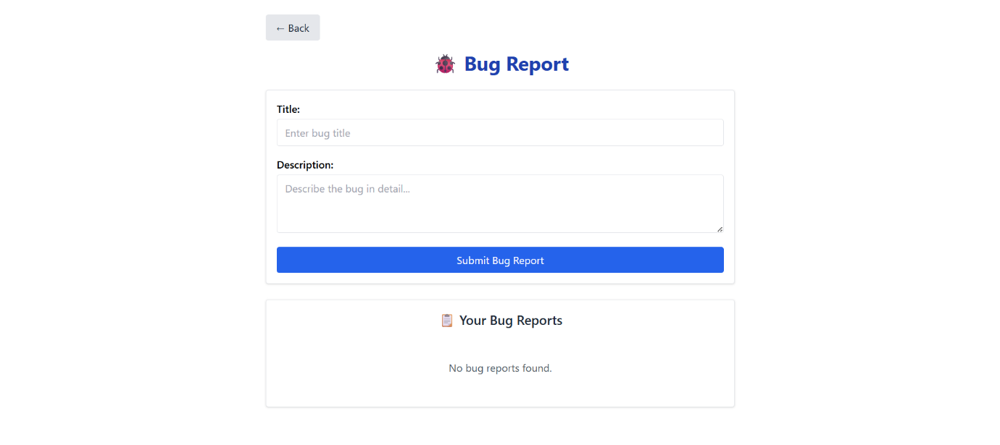 ← Back
Bug Report
Title:
Enter bug title
Description:
Describe the bug in detail...
Submit Bug Report
Your Bug Reports
No bug reports found.